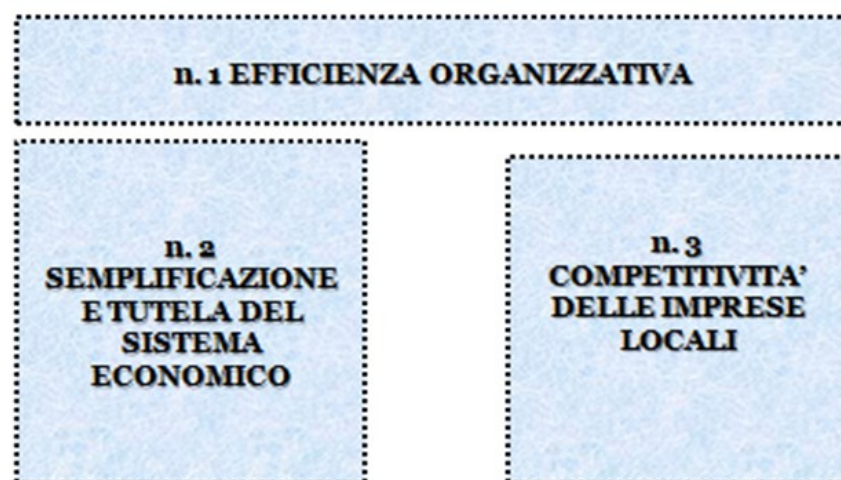 n. 1 EFFICIENZA ORGANIZZATIVA
n. 2
SEMPLIFICAZIONE
E TUTELA DEL
SISTEMA
ECONOMICO
n. 3
COMPETITIVITA’
DELLE IMPRESE
LOCALI